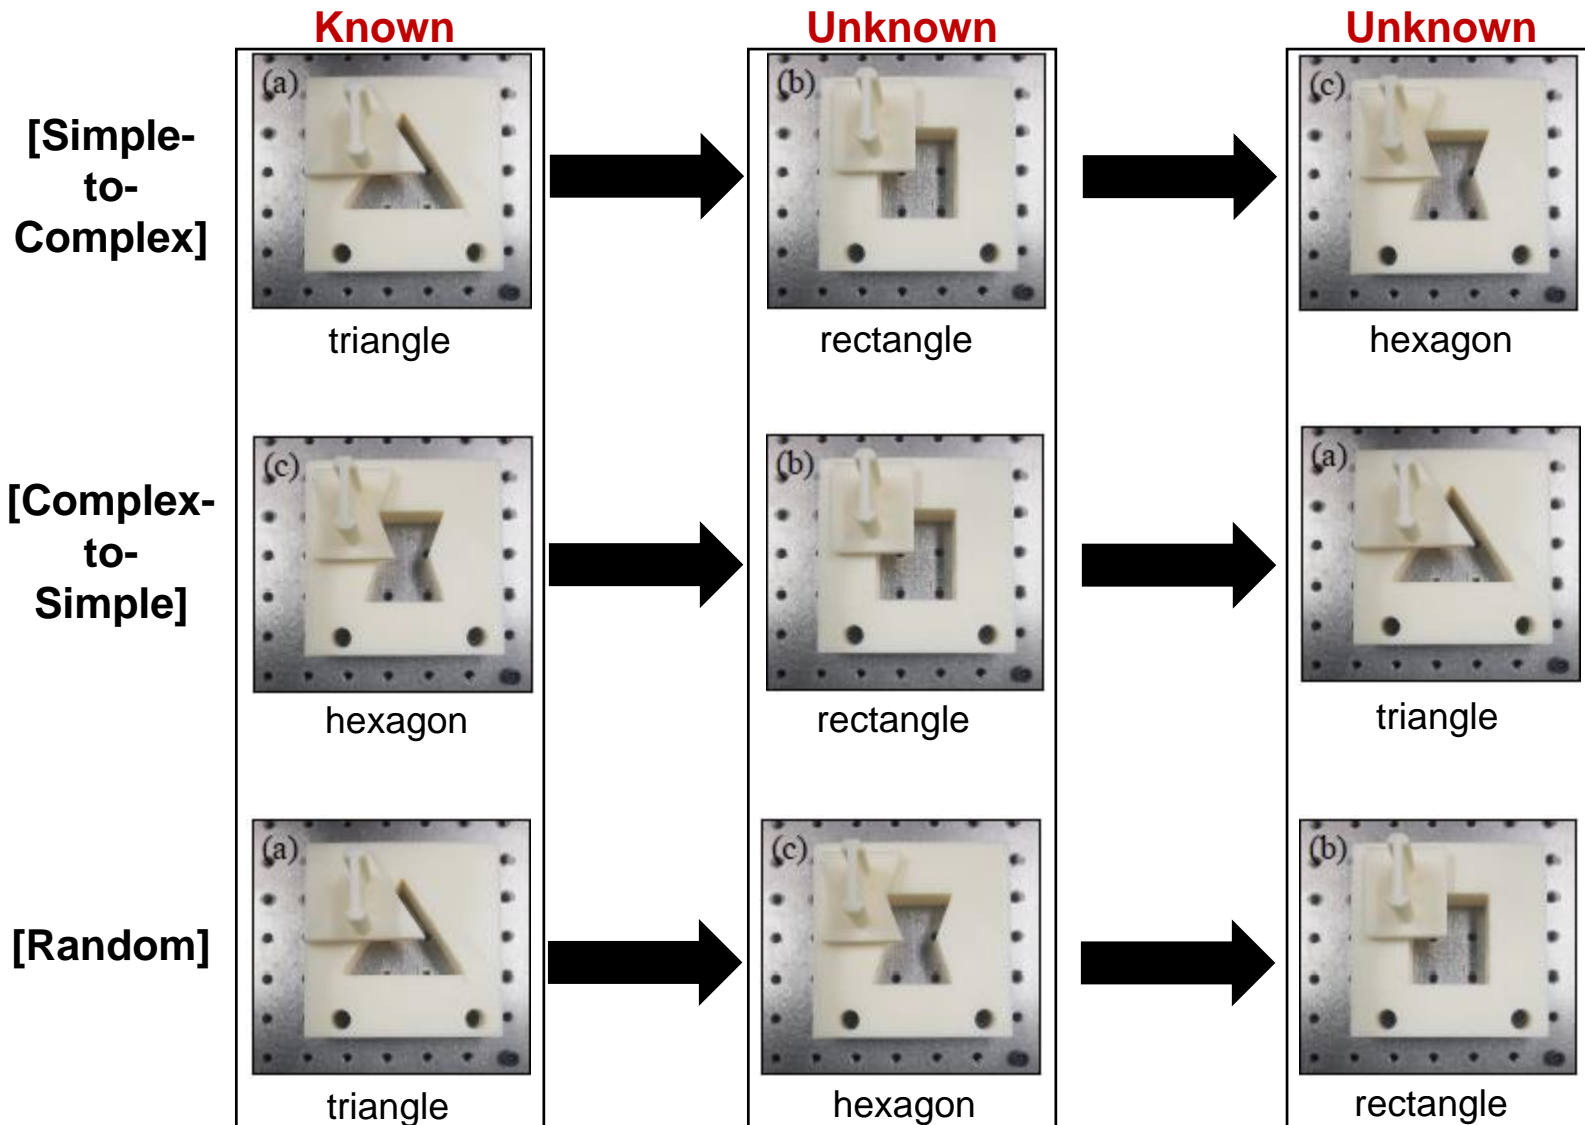 Known
Unknown
Unknown
[Simple-
to-
Complex]
(a)
(b)
(c)
triangle
rectangle
hexagon
[Complex-
to-
Simple]
(c)
(b)
(a)
hexagon
rectangle
triangle
[Random]
(a)
(c)
(b)
triangle
hexagon
rectangle